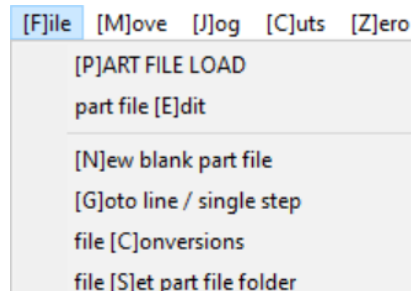 [F]ile [M]ove [J]og [C]uts [Z]ero
[P]ART FILE LOAD
part file [E]dit
[N]ew blank part file
[G]oto line / single step
file [C]onversions
file [S]et part file folder